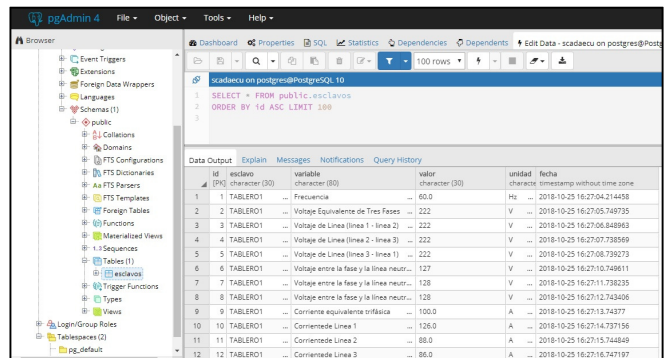 pgAdmin 4 File Object Tools Help
Browser
Dashboard Properties SQL Statistics Dependencies Dependents Edit Data - scadaecu on postgres@Postg
Event Triggers
Extensions
Foreign Data Wrappers
Languages
Schemas (1)
public
Collations
Domains
FTS Configurations
FTS Dictionaries
Aa FTS Parsers
FTS Templates
Foreign Tables
Functions
Materialized Views
1..3 Sequences
Tables (1)
esclavos
Trigger Functions
Types
Views
Login/Group Roles
Tablespaces (2)
pg_default
100 rows
scadaecu on postgres@PostgreSQL 10
1 SELECT * FROM public.esclavos
2 ORDER BY id ASC LIMIT 100
3
Data Output Explain Messages Notifications Query History
id esclavo variable valor unidad fecha
[PK] character (30) character (80) character (30) characte timestamp without time zone
1 1 TABLERO1 ... Frecuencia ... 60.0 Hz ... 2018-10-25 16:27:04.214458
2 2 TABLERO1 ... Voltaje Equivalente de Tres Fases ... 222 V ... 2018-10-25 16:27:05.749735
3 3 TABLERO1 ... Voltaje de Linea (linea 1 - linea 2) ... 222 V ... 2018-10-25 16:27:06.848963
4 4 TABLERO1 ... Voltaje de Linea (linea 2 - linea 3) ... 222 V ... 2018-10-25 16:27:07.738569
5 5 TABLERO1 ... Voltaje de Linea (linea 3 - linea 1) ... 222 V ... 2018-10-25 16:27:08.739273
6 6 TABLERO1 ... Voltaje entre la fase y la línea neutr... 127 V ... 2018-10-25 16:27:10.749611
7 7 TABLERO1 ... Voltaje entre la fase y la línea neutr... 128 V ... 2018-10-25 16:27:11.738235
8 8 TABLERO1 ... Voltaje entre la fase y la línea neutr... 128 V ... 2018-10-25 16:27:12.743406
9 9 TABLERO1 ... Corriente equivalente trifásica ... 100.0 A ... 2018-10-25 16:27:13.74377
10 10 TABLERO1 ... Corrientede Linea 1 ... 126.0 A ... 2018-10-25 16:27:14.737156
11 11 TABLERO1 ... Corrientede Linea 2 ... 88.0 A ... 2018-10-25 16:27:15.744849
12 12 TABLERO1 ... Corrientede Linea 3 ... 86.0 A ... 2018-10-25 16:27:16.747197